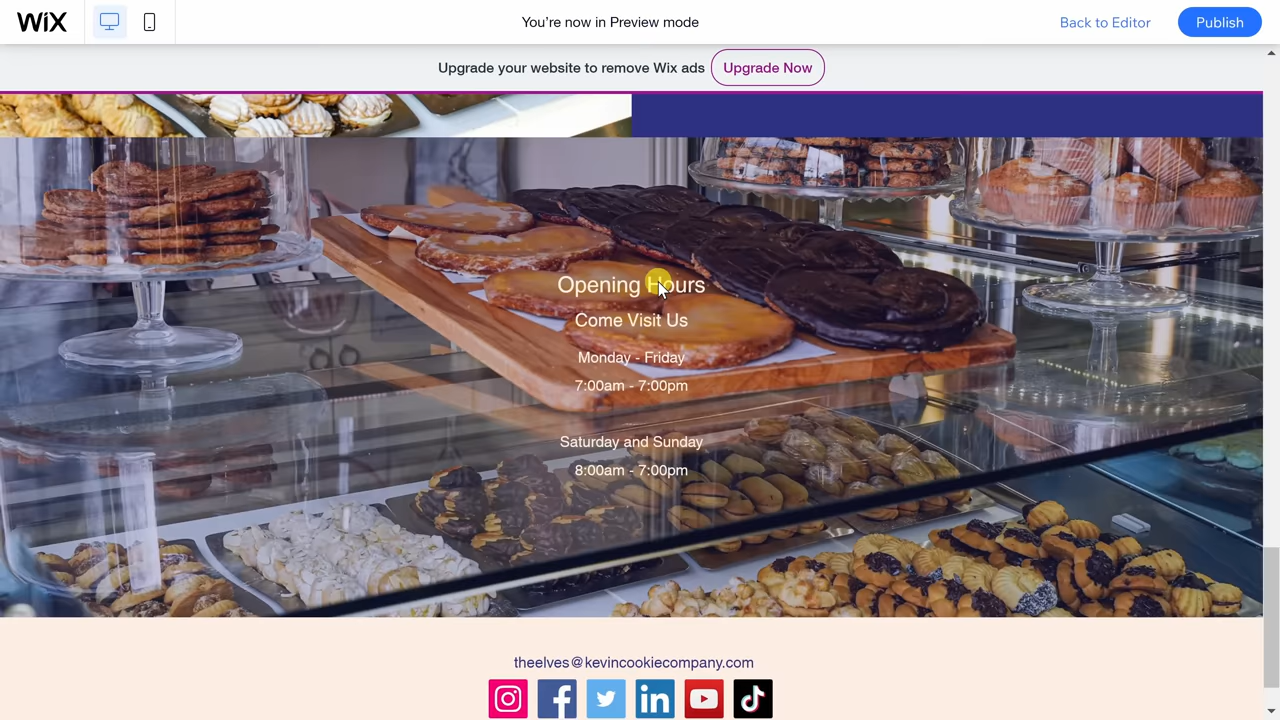 WiX
You're now in Preview mode
Back to Editor
Publish
Upgrade your website to remove Wix ads
Upgrade Now
Opening Hours
Come Visit Us
Monday - Friday
7:00am - 7:00pm
Saturday and Sunday
8:00am - 7:00pm
theelves@kevincookiecompany.com